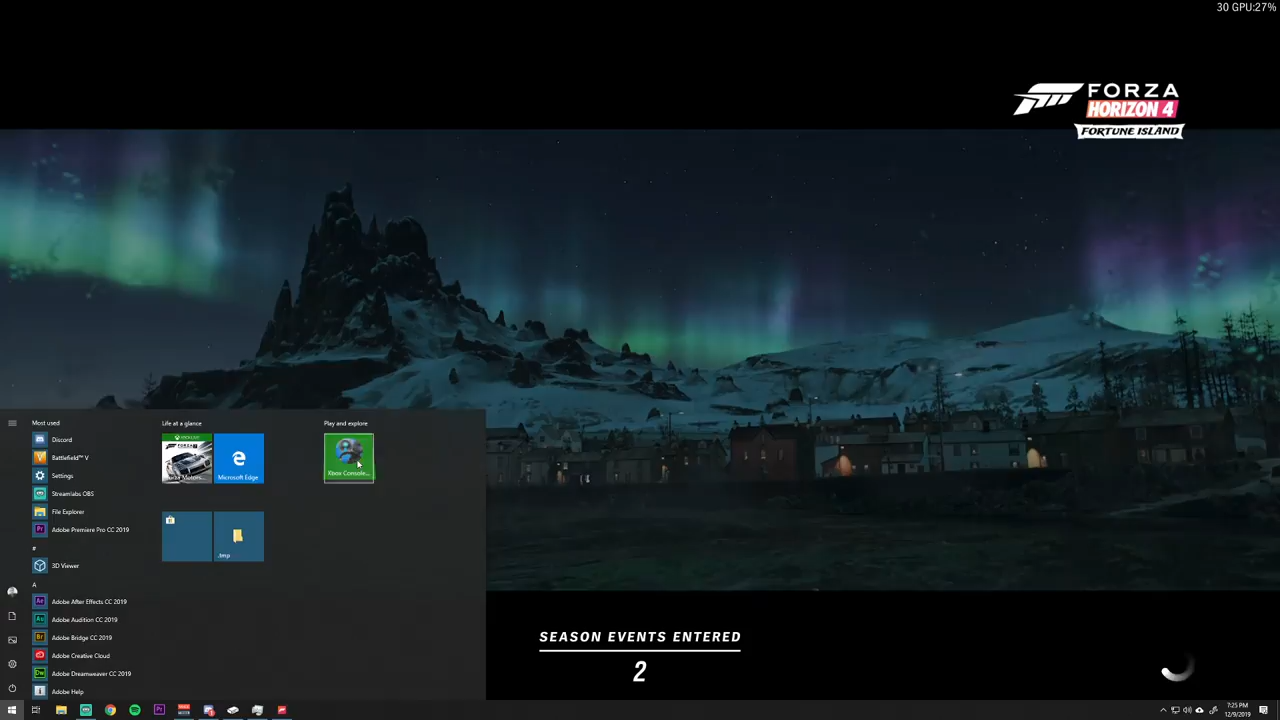 30 GPU:27%
FORZA
HORIZON 4
FORTUNE ISLAND
Most used
Discord
Battlefield™ V
Settings
Streamlabs OBS
File Explorer
Adobe Premiere Pro CC 2019
#
3D Viewer
A
Adobe After Effects CC 2019
Adobe Audition CC 2019
Adobe Bridge CC 2019
Adobe Creative Cloud
Adobe Dreamweaver CC 2019
Adobe Help
Life at a glance
Microsoft Edge
.tmp
Play and explore
Xbox Console...
SEASON EVENTS ENTERED
2
7:25 PM
12/9/2019